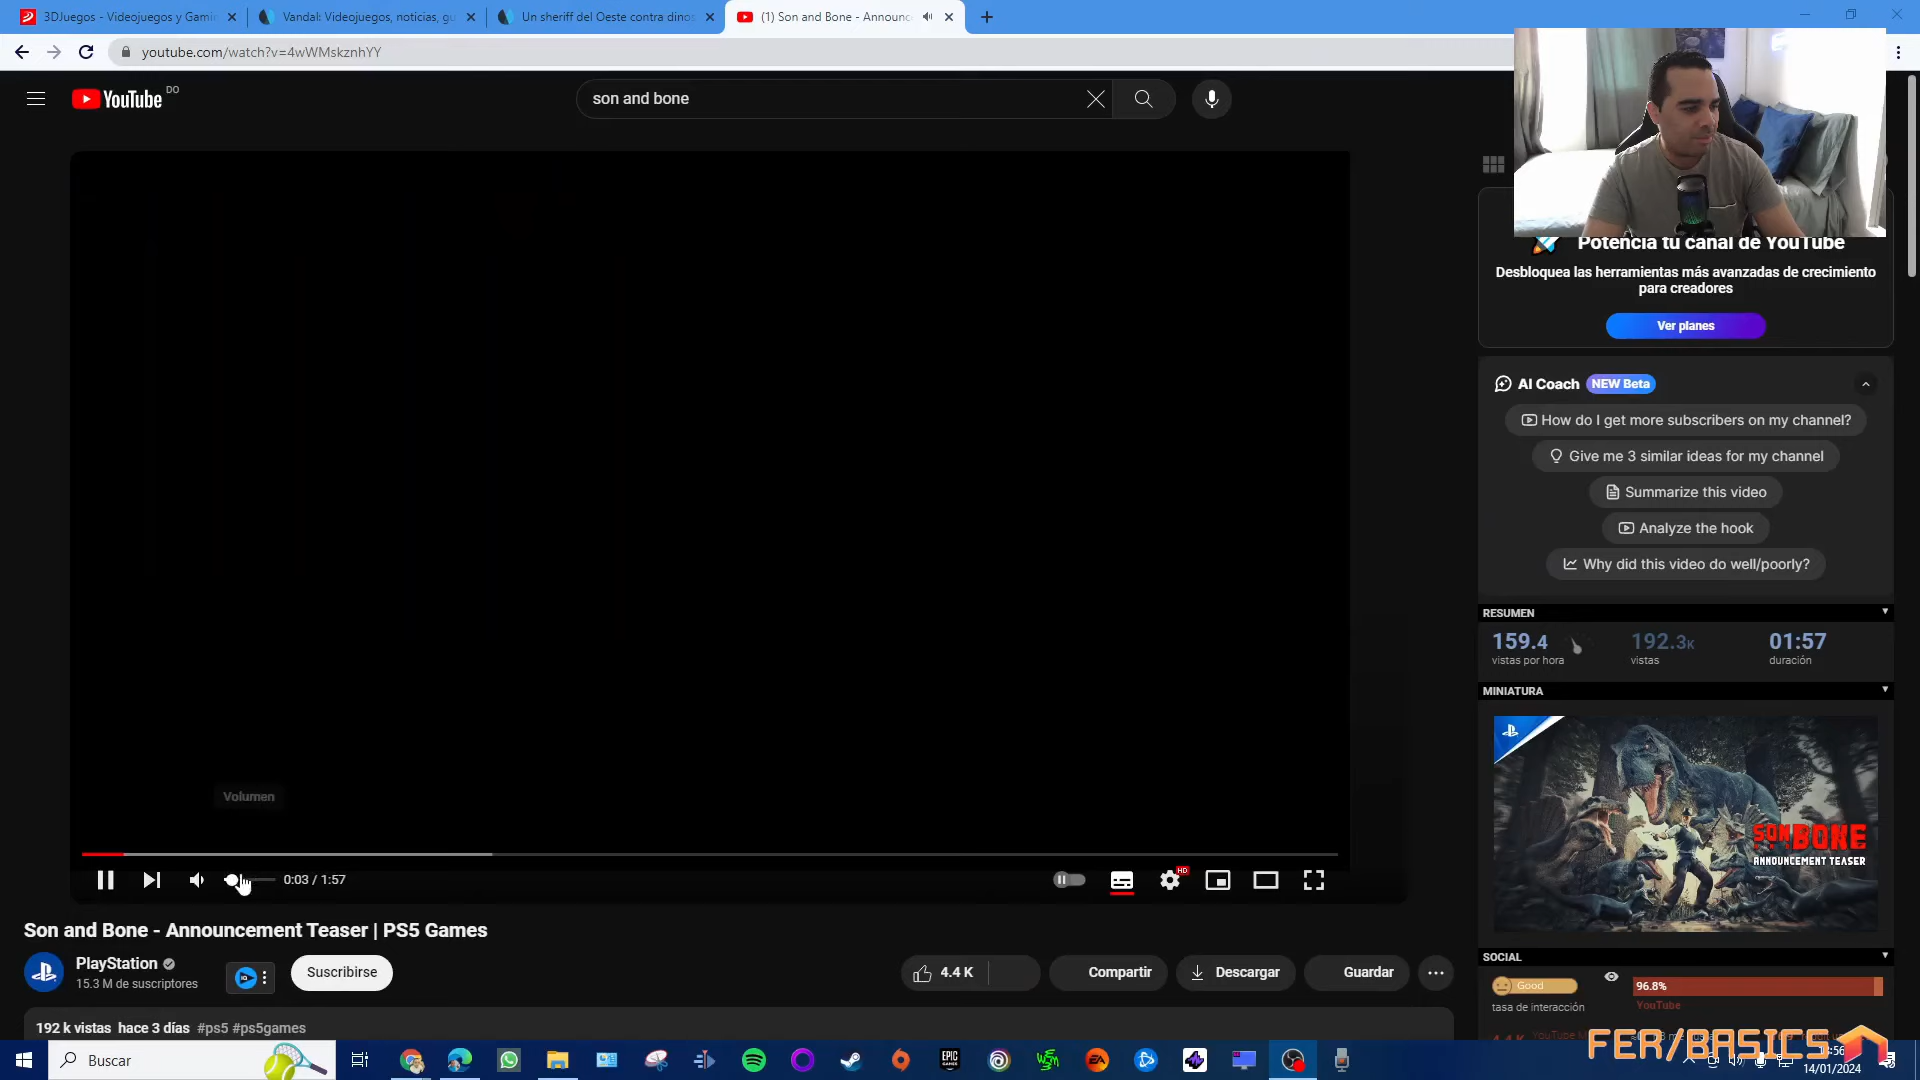 3DJuegos - Videojuegos y Gami
Vandal: Videojuegos, noticias, gu
Un sheriff del Oeste contra dinos
(1) Son and Bone - Announc
youtube.com/watch?v=4wWMskznhYY
YouTube DO
son and bone
Potencia tu canal de YouTube
Desbloquea las herramientas más avanzadas de crecimiento
para creadores
Ver planes
AI Coach NEW Beta
How do I get more subscribers on my channel?
Give me 3 similar ideas for my channel
Summarize this video
Analyze the hook
Why did this video do well/poorly?
RESUMEN
159.4 192.3K 01:57
vistas por hora vistas duración
MINIATURA
SON BONE
ANNOUNCEMENT TEASER
Volumen
0:03 / 1:57
HD
Son and Bone - Announcement Teaser | PS5 Games
PlayStation
15.3 M de suscriptores
Suscribirse
4.4 K
Compartir
Descargar
Guardar
192 k vistas hace 3 días #ps5 #ps5games
SOCIAL
Good 96.8%
tasa de interacción YouTube
FER/BASICS
Buscar
EPIC GAMES
EA
14/01/2024